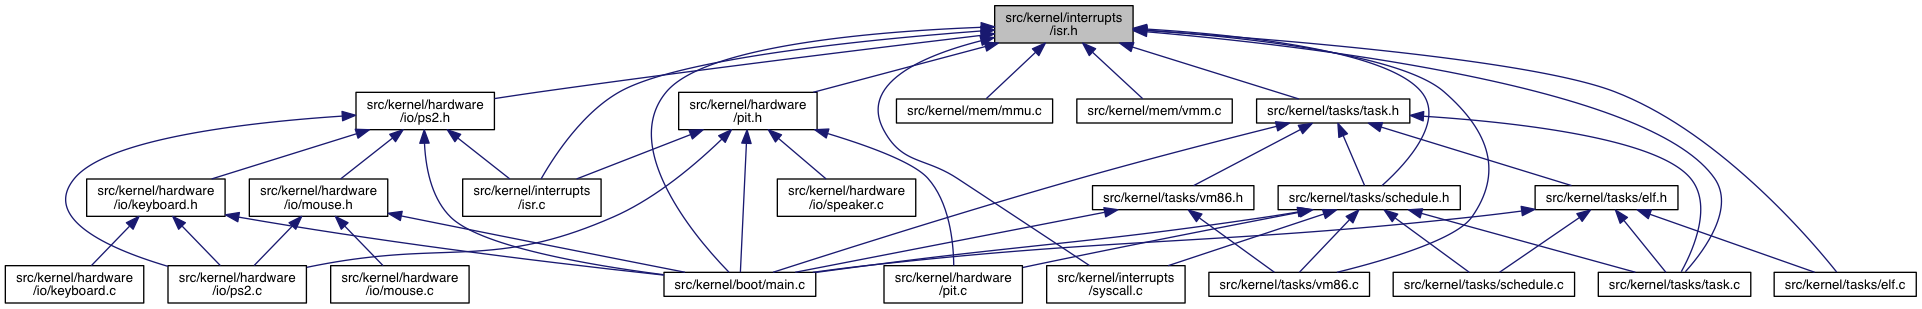 src/kernel/interrupts
/isr.h
src/kernel/hardware
/io/ps2.h
src/kernel/hardware
/pit.h
src/kernel/mem/mmu.c
src/kernel/mem/vmm.c
src/kernel/tasks/task.h
src/kernel/hardware
/io/keyboard.h
src/kernel/hardware
/io/mouse.h
src/kernel/interrupts
/isr.c
src/kernel/hardware
/io/speaker.c
src/kernel/tasks/vm86.h
src/kernel/tasks/schedule.h
src/kernel/tasks/elf.h
src/kernel/hardware
/io/keyboard.c
src/kernel/hardware
/io/ps2.c
src/kernel/hardware
/io/mouse.c
src/kernel/boot/main.c
src/kernel/hardware
/pit.c
src/kernel/interrupts
/syscall.c
src/kernel/tasks/vm86.c
src/kernel/tasks/schedule.c
src/kernel/tasks/task.c
src/kernel/tasks/elf.c